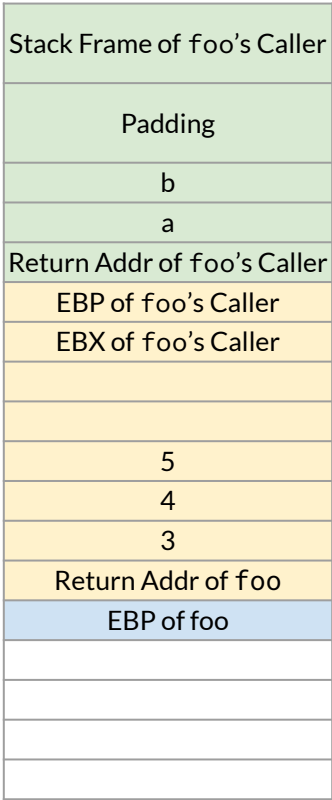 Stack Frame of foo's Caller
Padding
b
a
Return Addr of foo's Caller
EBP of foo's Caller
EBX of foo's Caller
5
4
3
Return Addr of foo
EBP of foo